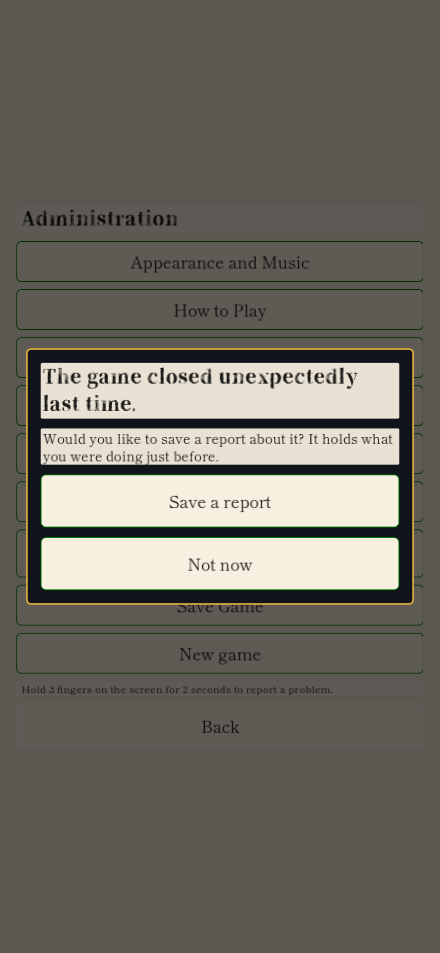 Administration
Appearance and Music
How to Play
The game closed unexpectedly
last time.
Would you like to save a report about it? It holds what
you were doing just before.
Save a report
Not now
Save Game
New game
Hold 3 fingers on the screen for 2 seconds to report a problem.
Back